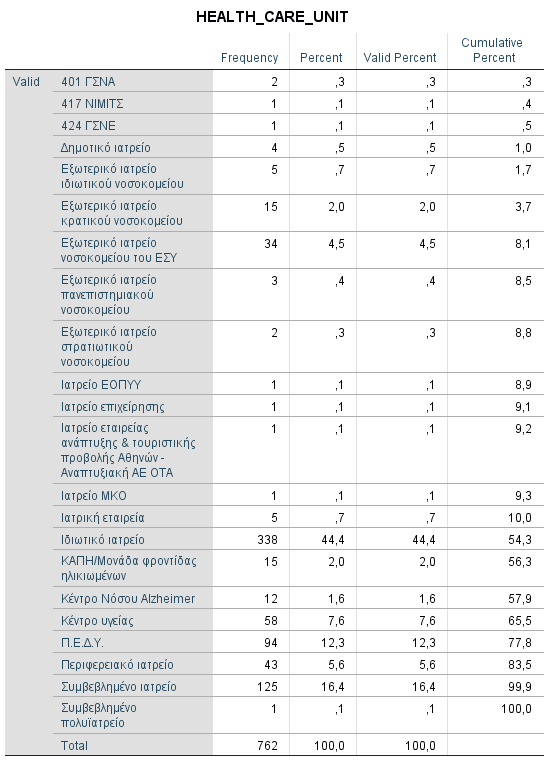 HEALTH_CARE_UNIT
Frequency Percent Valid Percent Cumulative Percent
Valid 401 ΓΣΝΑ 2 ,3 ,3 ,3
417 ΝΙΜΙΤΣ 1 ,1 ,1 ,4
424 ΓΣΝΕ 1 ,1 ,1 ,5
Δημοτικό ιατρείο 4 ,5 ,5 1,0
Εξωτερικό ιατρείο
ιδιωτικού νοσοκομείου 5 ,7 ,7 1,7
Εξωτερικό ιατρείο
κρατικού νοσοκομείου 15 2,0 2,0 3,7
Εξωτερικό ιατρείο
νοσοκομείου του ΕΣΥ 34 4,5 4,5 8,1
Εξωτερικό ιατρείο
πανεπιστημιακού
νοσοκομείου 3 ,4 ,4 8,5
Εξωτερικό ιατρείο
στρατιωτικού
νοσοκομείου 2 ,3 ,3 8,8
Ιατρείο ΕΟΠΥΥ 1 ,1 ,1 8,9
Ιατρείο επιχείρησης 1 ,1 ,1 9,1
Ιατρείο εταιρείας
ανάπτυξης & τουριστικής
προβολής Αθηνών -
Αναπτυξιακή ΑΕ ΟΤΑ 1 ,1 ,1 9,2
Ιατρείο ΜΚΟ 1 ,1 ,1 9,3
Ιατρική εταιρεία 5 ,7 ,7 10,0
Ιδιωτικό ιατρείο 338 44,4 44,4 54,3
ΚΑΠΗ/Μονάδα φροντίδας
ηλικιωμένων 15 2,0 2,0 56,3
Κέντρο Νόσου Alzheimer 12 1,6 1,6 57,9
Κέντρο υγείας 58 7,6 7,6 65,5
Π.Ε.Δ.Υ. 94 12,3 12,3 77,8
Περιφερειακό ιατρείο 43 5,6 5,6 83,5
Συμβεβλημένο ιατρείο 125 16,4 16,4 99,9
Συμβεβλημένο
πολυϊατρείο 1 ,1 ,1 100,0
Total 762 100,0 100,0